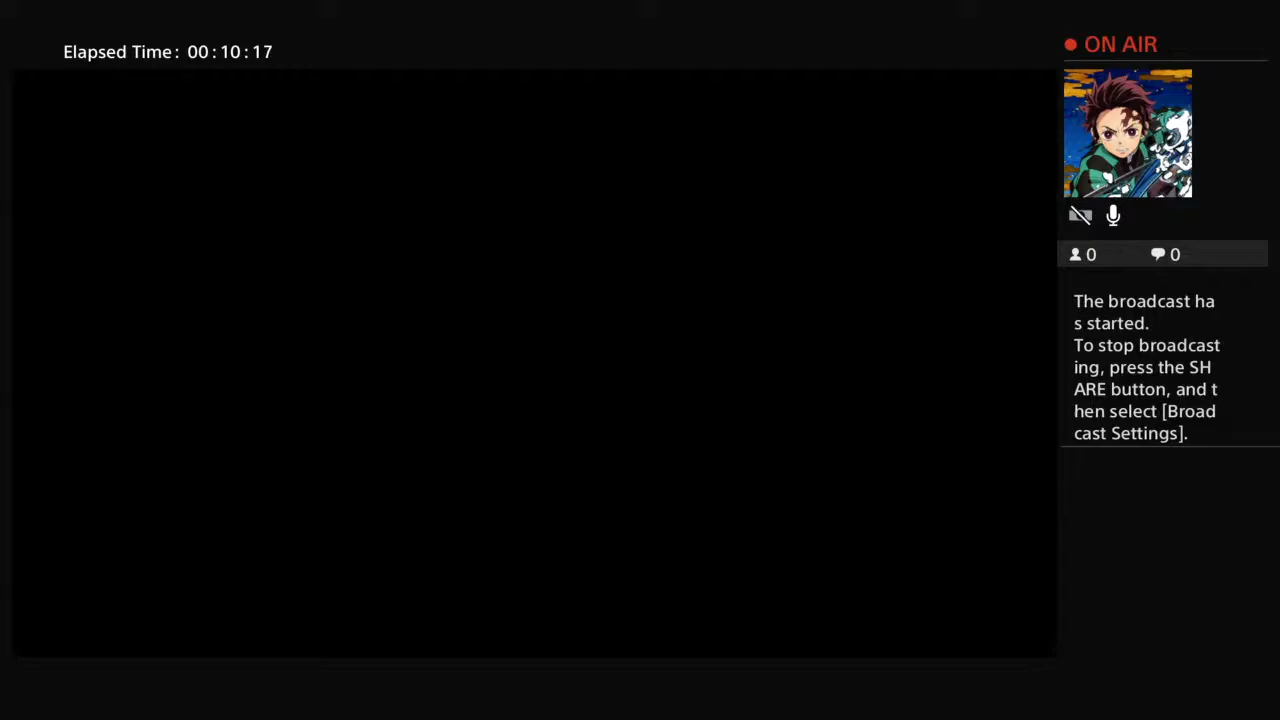 Elapsed Time: 00:10:17
ON AIR
0 0
The broadcast ha
s started.
To stop broadcast
ing, press the SH
ARE button, and t
hen select [Broad
cast Settings].